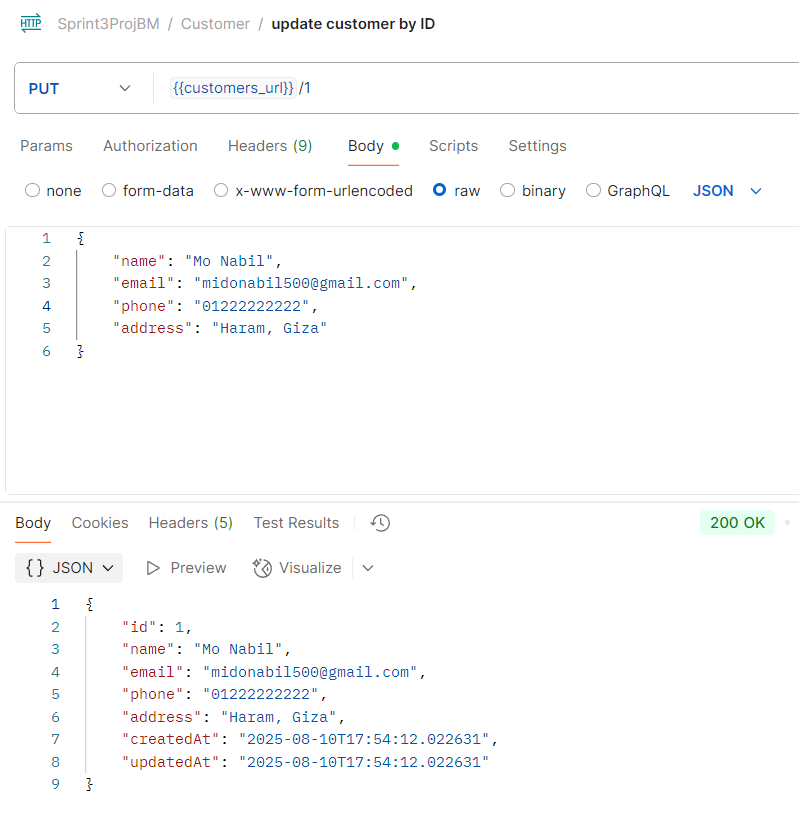 HTTP Sprint3ProjBM / Customer / update customer by ID
PUT {{customers_url}} /1
Params Authorization Headers (9) Body Scripts Settings
none form-data x-www-form-urlencoded raw binary GraphQL JSON
1 {
2 "name": "Mo Nabil",
3 "email": "midonabil500@gmail.com",
4 "phone": "01222222222",
5 "address": "Haram, Giza"
6 }
Body Cookies Headers (5) Test Results 200 OK
{} JSON Preview Visualize
1 {
2 "id": 1,
3 "name": "Mo Nabil",
4 "email": "midonabil500@gmail.com",
5 "phone": "01222222222",
6 "address": "Haram, Giza",
7 "createdAt": "2025-08-10T17:54:12.022631",
8 "updatedAt": "2025-08-10T17:54:12.022631"
9 }